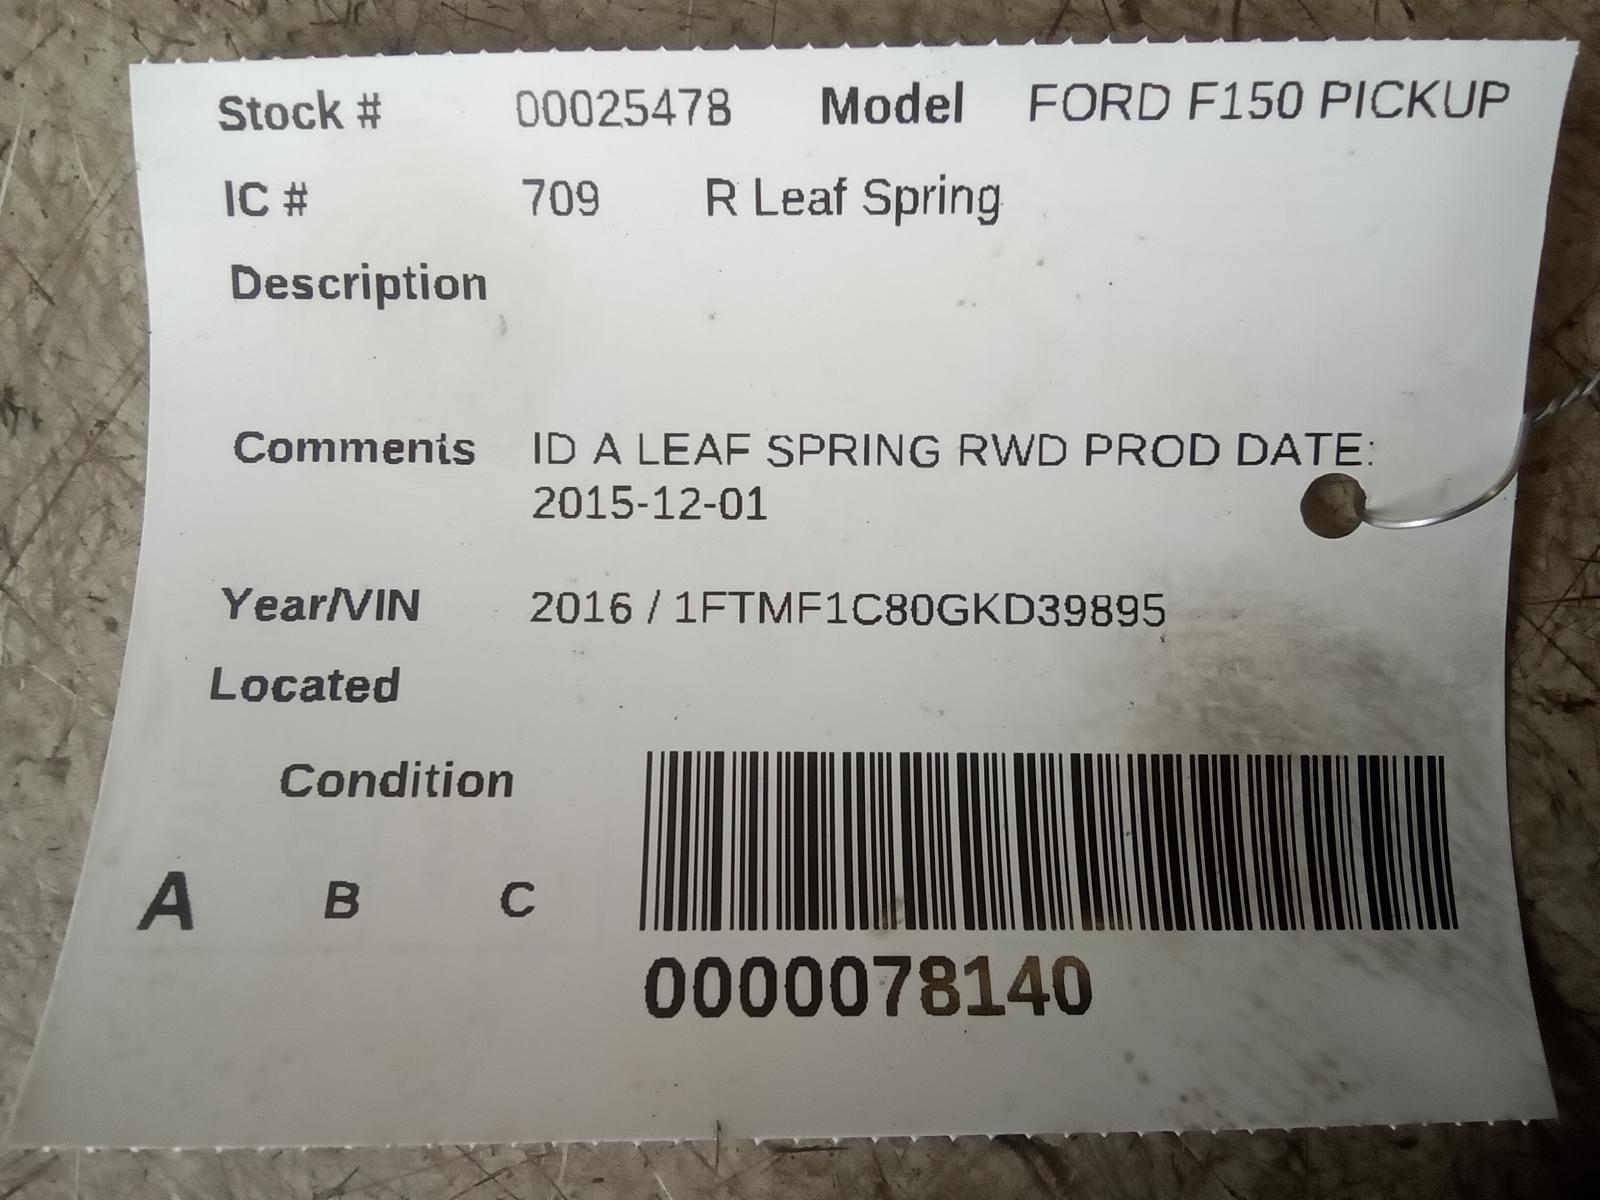 Stock # 00025478 Model FORD F150 PICKUP
IC # 709 R Leaf Spring
Description
Comments ID A LEAF SPRING RWD PROD DATE:
2015-12-01
Year/VIN 2016 / 1FTMF1C80GKD39895
Located
Condition
A B C
0000078140